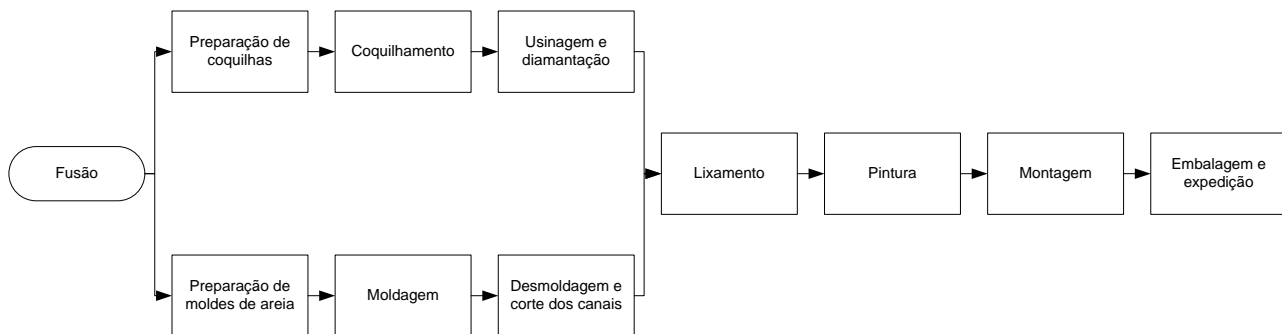 Preparação de
coquilhas
Coquilhamento
Usinagem e
diamantação
Fusão
Lixamento
Pintura
Montagem
Embalagem e
expedição
Preparação de
moldes de areia
Moldagem
Desmoldagem e
corte dos canais